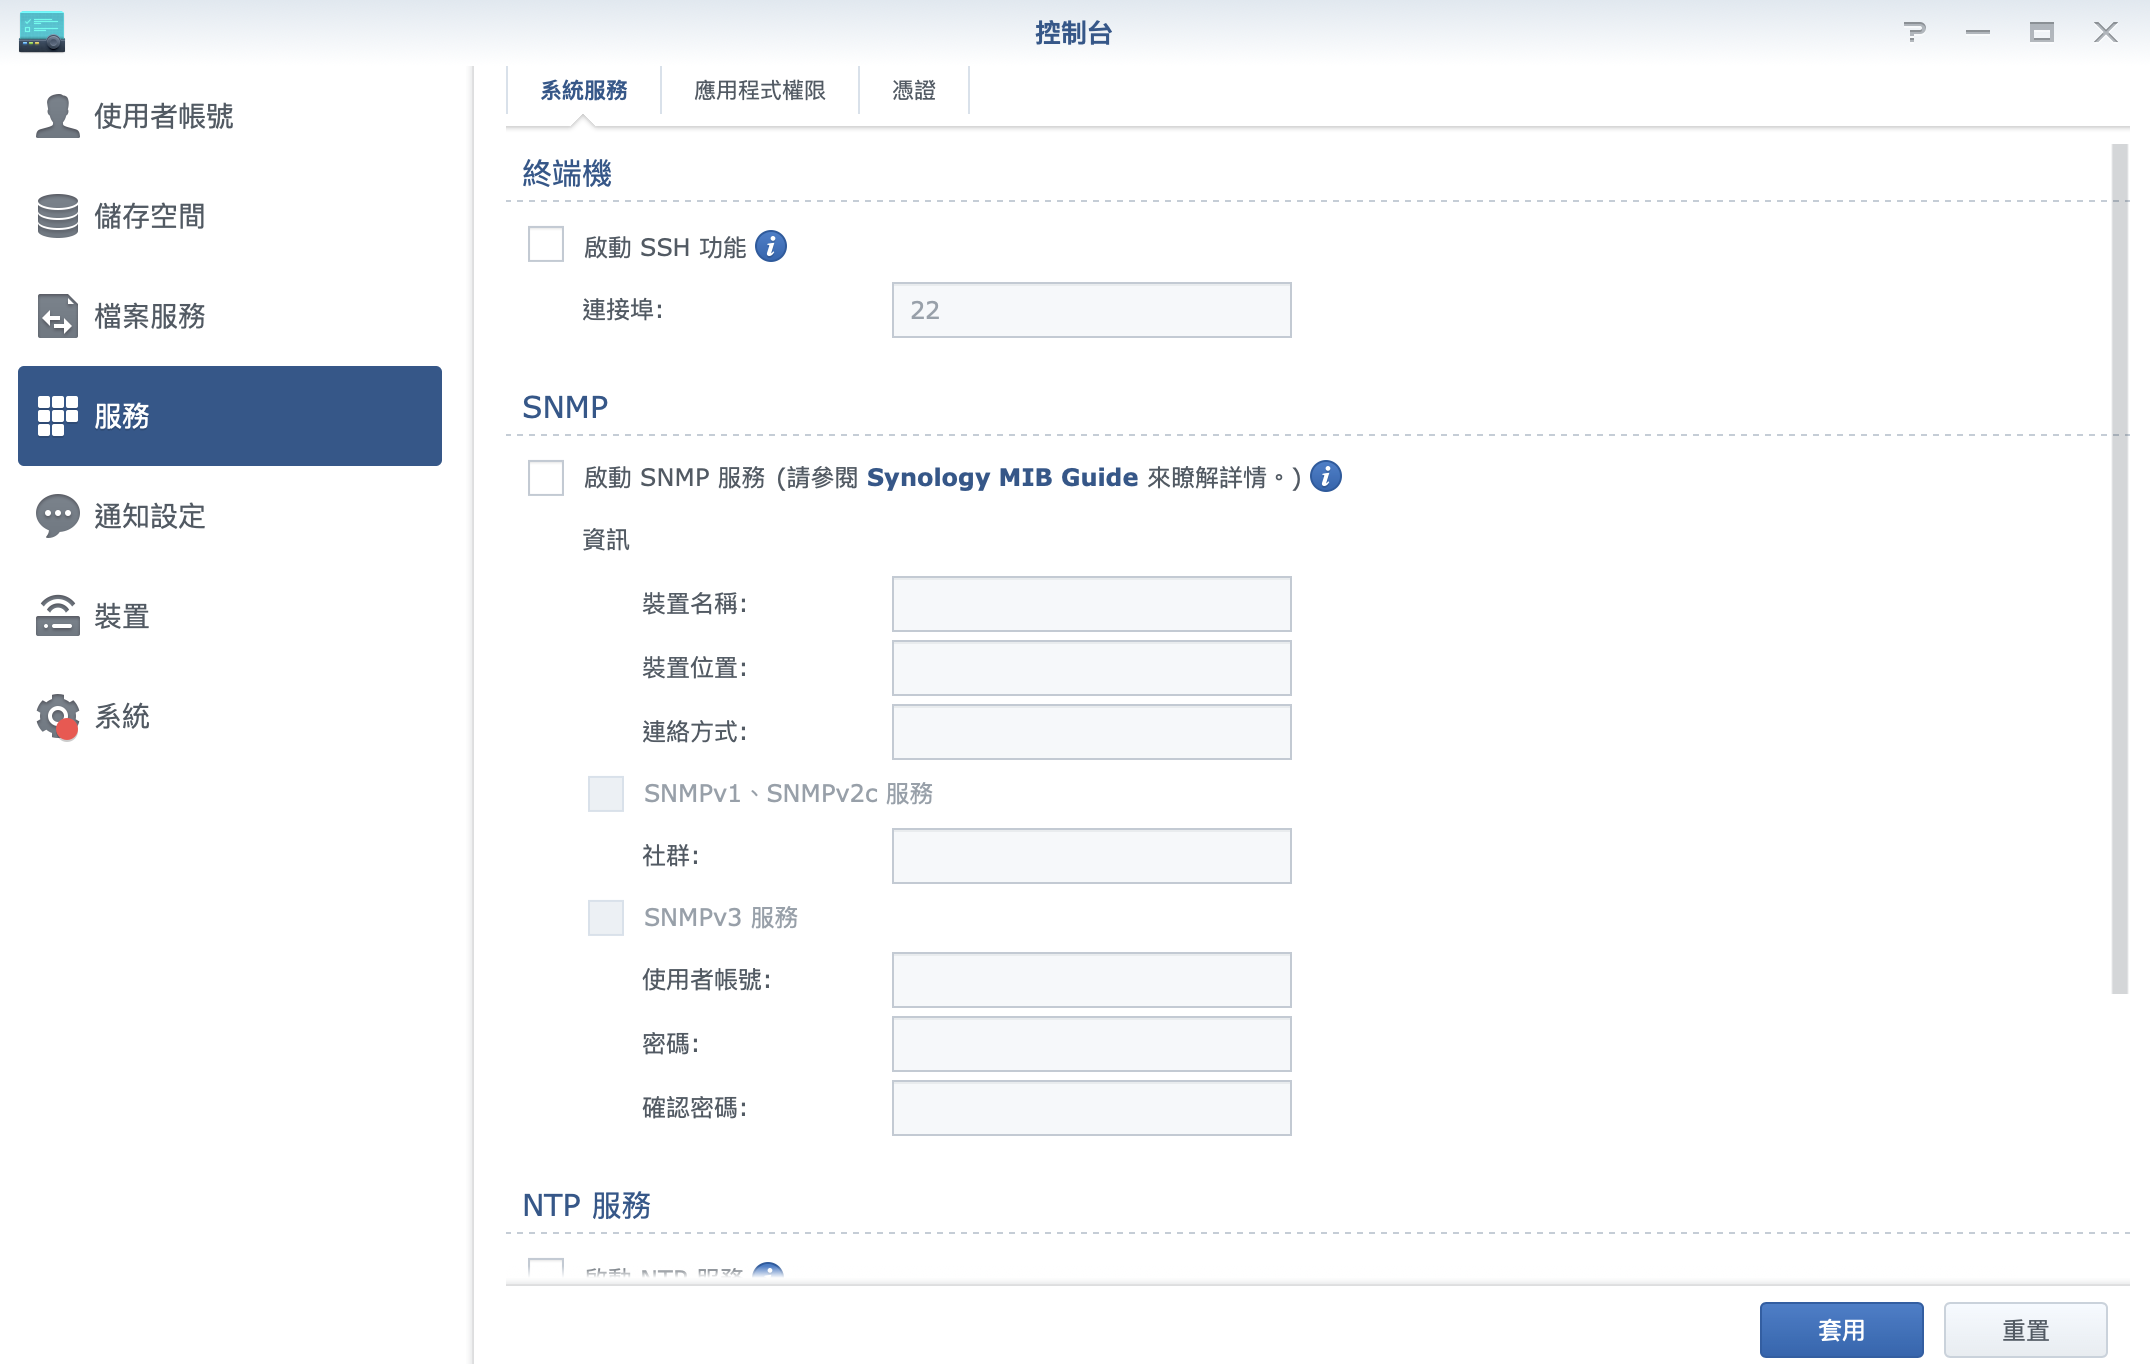 控制台
使用者帳號
儲存空間
檔案服務
服務
通知設定
裝置
系統
系統服務
應用程式權限
憑證
終端機
啟動 SSH 功能
連接埠: 22
SNMP
啟動 SNMP 服務 (請參閱 Synology MIB Guide 來瞭解詳情。)
資訊
裝置名稱:
裝置位置:
連絡方式:
SNMPv1、SNMPv2c 服務
社群:
SNMPv3 服務
使用者帳號:
密碼:
確認密碼:
NTP 服務
啟動 NTP 服務
套用
重置